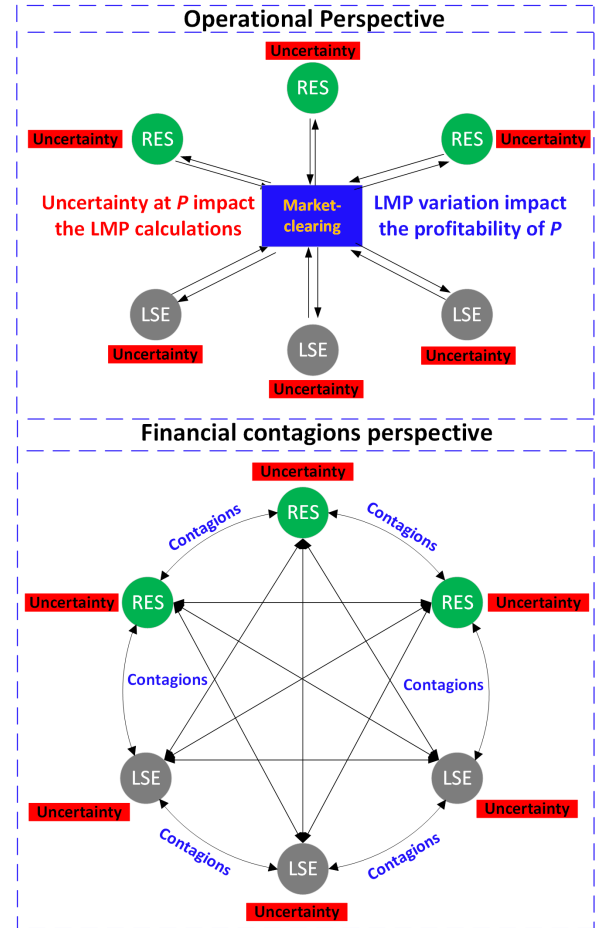 Operational Perspective
Uncertainty
RES
Uncertainty
RES
RES
Uncertainty
Uncertainty at P impact
the LMP calculations
Market-
clearing
LMP variation impact
the profitability of P
LSE
Uncertainty
LSE
Uncertainty
LSE
Uncertainty
Financial contagions perspective
Uncertainty
RES
Contagions
Contagions
Uncertainty
RES
RES
Uncertainty
Contagions
Contagions
LSE
Uncertainty
LSE
Uncertainty
Contagions
Contagions
LSE
Uncertainty